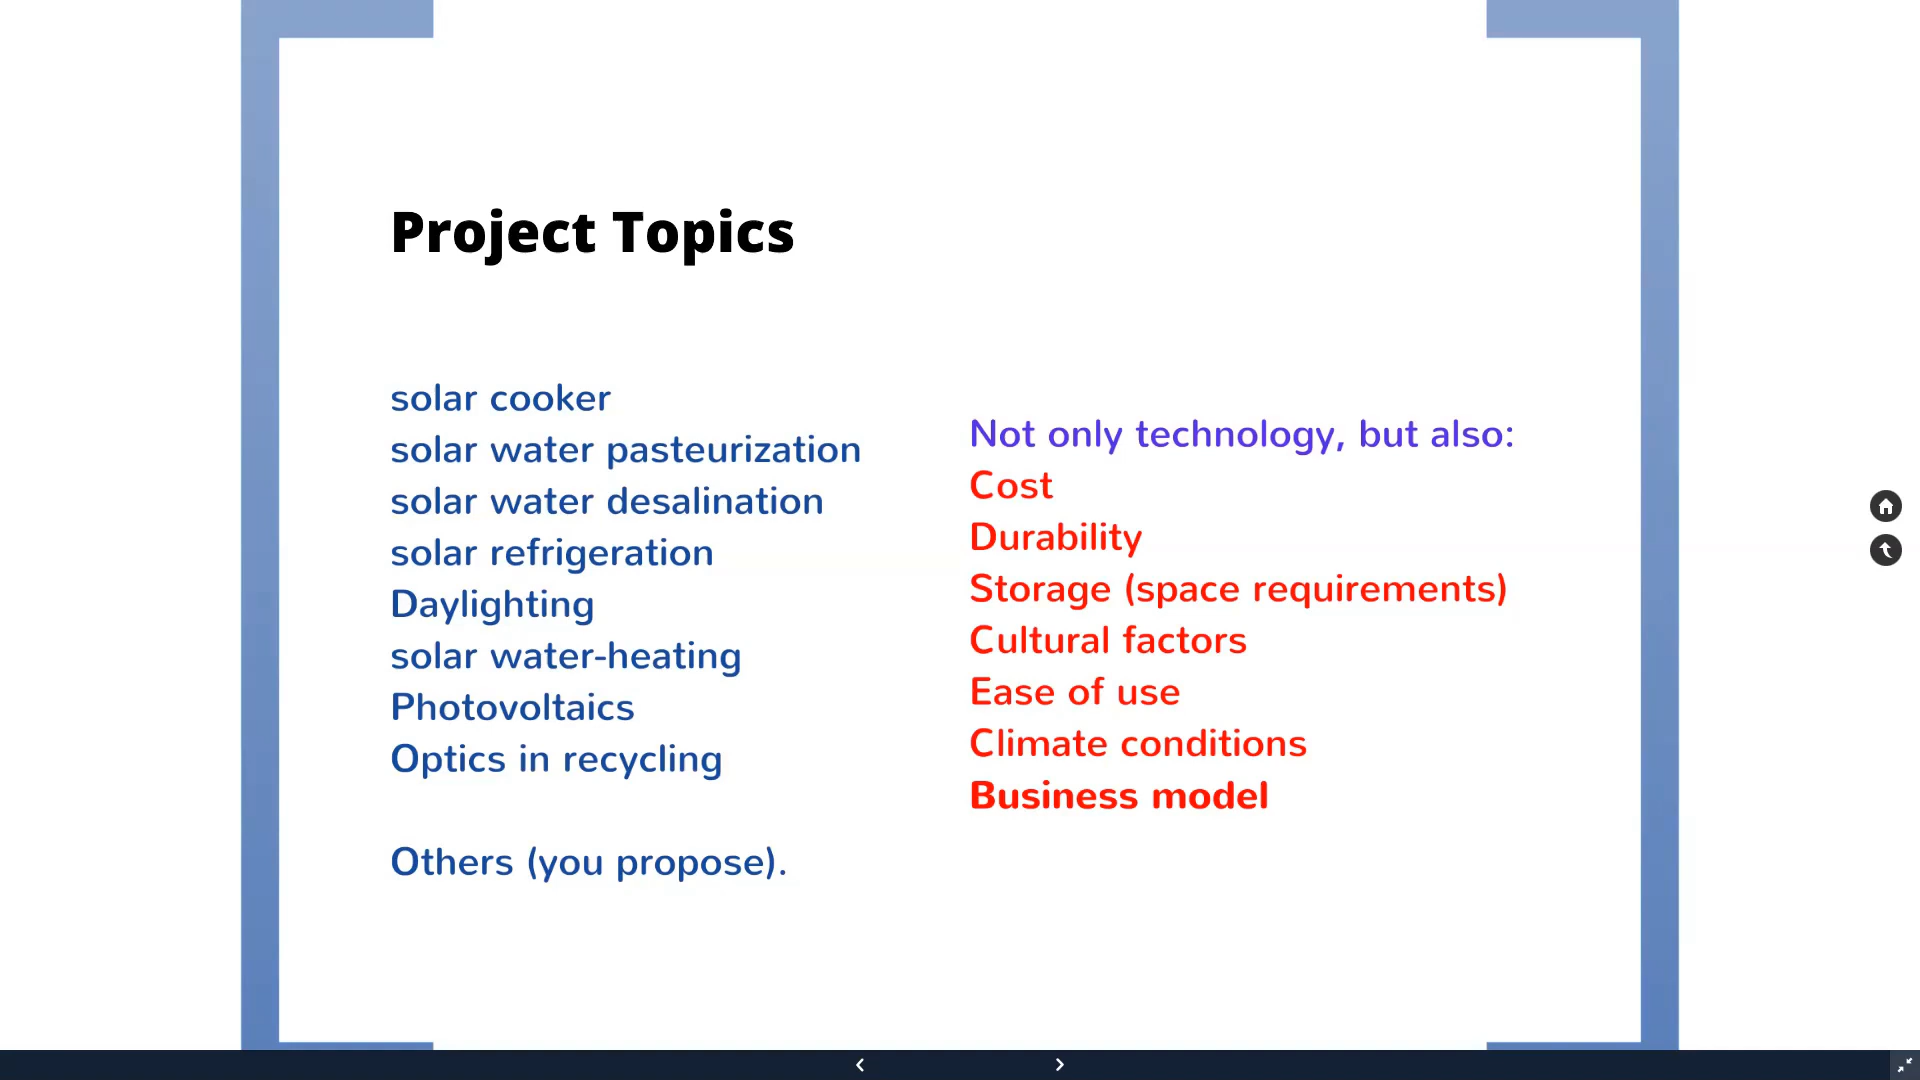 Project Topics
solar cooker
solar water pasteurization
solar water desalination
solar refrigeration
Daylighting
solar water-heating
Photovoltaics
Optics in recycling
Others (you propose).
Not only technology, but also:
Cost
Durability
Storage (space requirements)
Cultural factors
Ease of use
Climate conditions
Business model